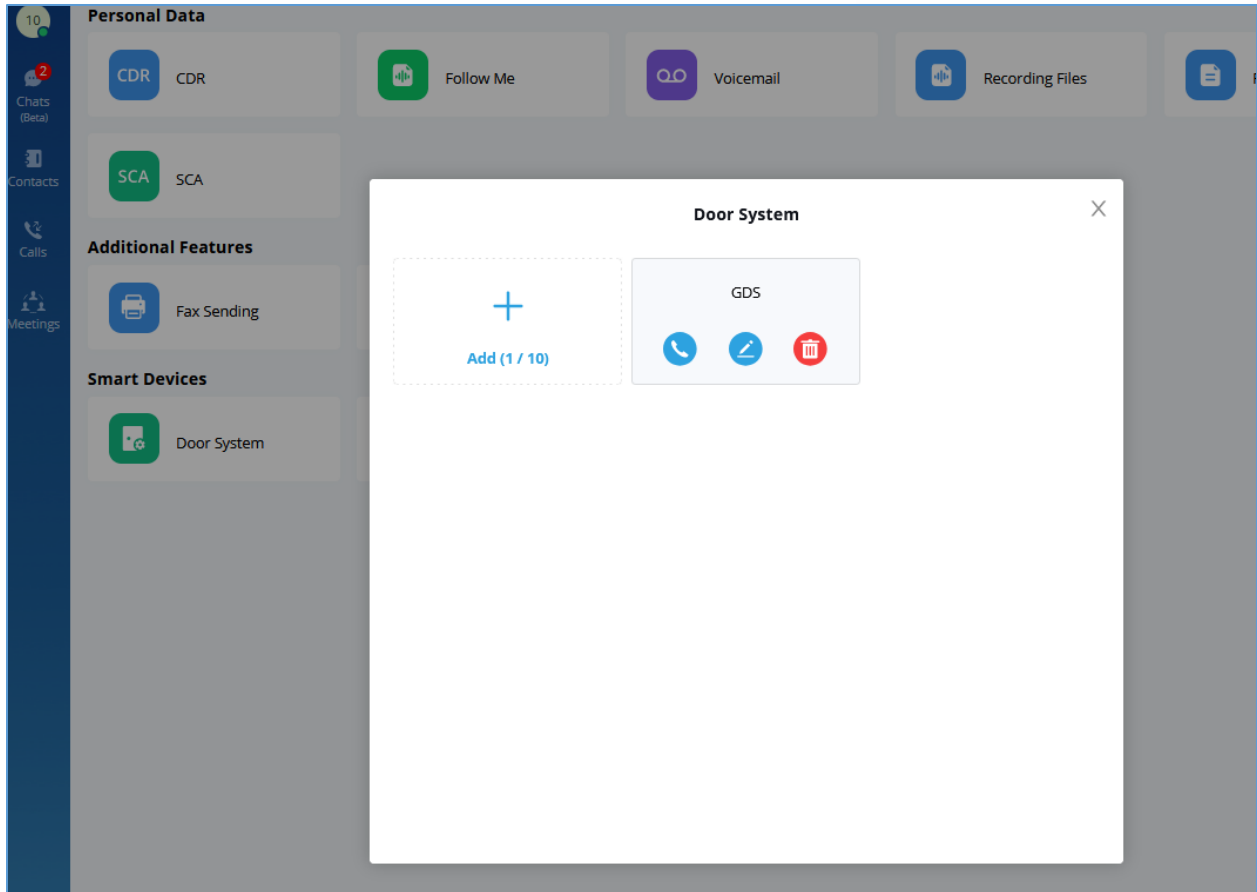 10
2
Chats
(Beta)
Contacts
Calls
Meetings
Personal Data
CDR CDR
Follow Me
Voicemail
Recording Files
SCA SCA
Additional Features
Fax Sending
Smart Devices
Door System
Door System
Add (1 / 10)
GDS